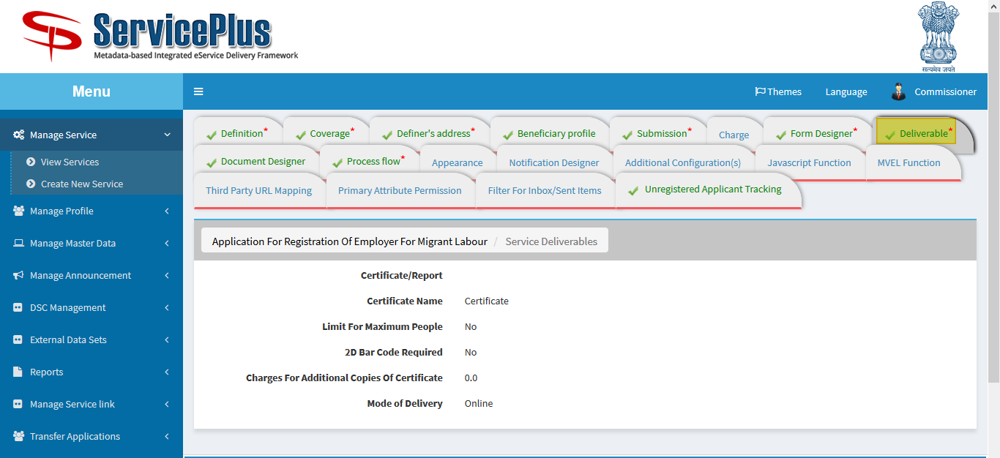 ServicePlus
Metadata-based Integrated eService Delivery Framework
सत्यमेव जयते
Menu
Themes Language Commissioner
Manage Service
View Services
Create New Service
Manage Profile
Manage Master Data
Manage Announcement
DSC Management
External Data Sets
Reports
Manage Service link
Transfer Applications
Definition* Coverage* Definer's address* Beneficiary profile Submission* Charge Form Designer* Deliverable*
Document Designer Process flow* Appearance Notification Designer Additional Configuration(s) Javascript Function MVEL Function
Third Party URL Mapping Primary Attribute Permission Filter For Inbox/Sent Items Unregistered Applicant Tracking
Application For Registration Of Employer For Migrant Labour / Service Deliverables
Certificate/Report
Certificate Name Certificate
Limit For Maximum People No
2D Bar Code Required No
Charges For Additional Copies Of Certificate 0.0
Mode of Delivery Online